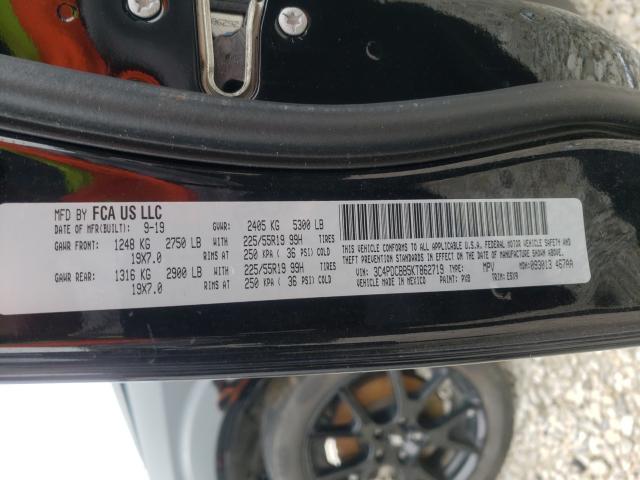 MFD BY FCA US LLC
DATE OF MFR(BUILT): 9-19 GVWR: 2405 KG 5300 LB
GAWR FRONT: 1248 KG 2750 LB WITH 225/55R19 99H TIRES
19X7.0 RIMS AT 250 KPA ( 36 PSI) COLD
GAWR REAR: 1316 KG 2900 LB WITH 225/55R19 99H TIRES
19X7.0 RIMS AT 250 KPA ( 36 PSI) COLD
THIS VEHICLE CONFORMS TO ALL APPLICABLE U.S.A. FEDERAL MOTOR VEHICLE SAFETY AND
THEFT PREVENTION STANDARDS IN EFFECT ON THE DATE OF MANUFACTURE SHOWN ABOVE.
VIN: 3C4PDCBB5KT862719 TYPE: MPV MDH: 093013 467AA
VEHICLE MADE IN MEXICO PAINT: PX8 TRIM: E5X9